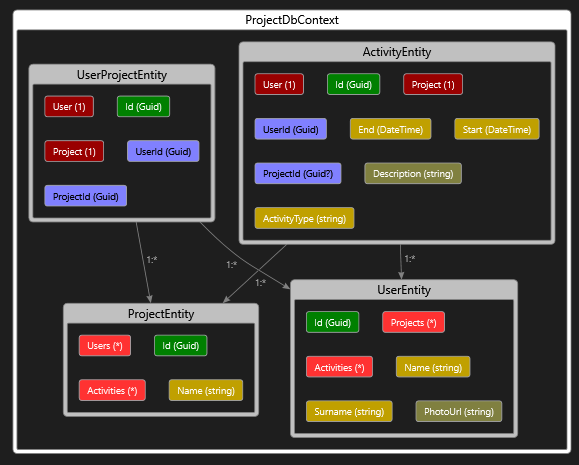 ProjectDbContext
UserProjectEntity
User (1)
Id (Guid)
Project (1)
UserId (Guid)
ProjectId (Guid)
ActivityEntity
User (1)
Id (Guid)
Project (1)
UserId (Guid)
End (DateTime)
Start (DateTime)
ProjectId (Guid?)
Description (string)
ActivityType (string)
1:*
1:*
1:*
1:*
ProjectEntity
Users (*)
Id (Guid)
Activities (*)
Name (string)
UserEntity
Id (Guid)
Projects (*)
Activities (*)
Name (string)
Surname (string)
PhotoUrl (string)